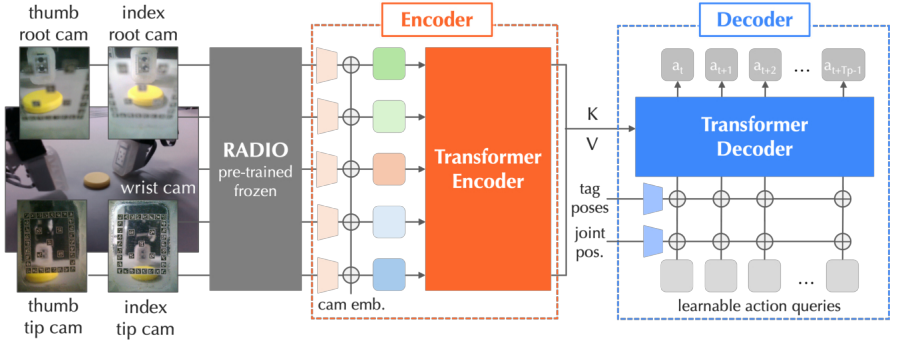 thumb
root cam
index
root cam
wrist cam
thumb
tip cam
index
tip cam
RADIO
pre-trained
frozen
Encoder
cam emb.
Transformer
Encoder
K
V
Decoder
a_t
a_t+1
a_t+2
...
a_t+Tp-1
Transformer
Decoder
tag
poses
joint
pos.
...
learnable action queries